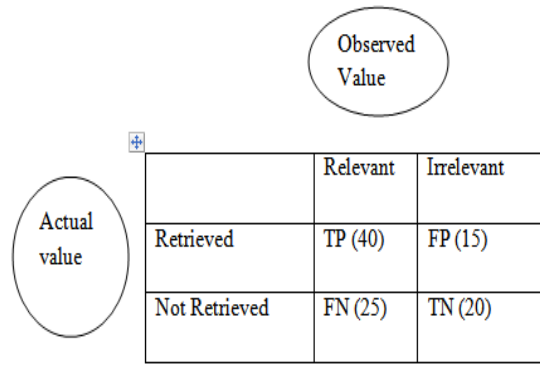 Observed
Value
Actual
value
Relevant Irrelevant
Retrieved TP (40) FP (15)
Not Retrieved FN (25) TN (20)